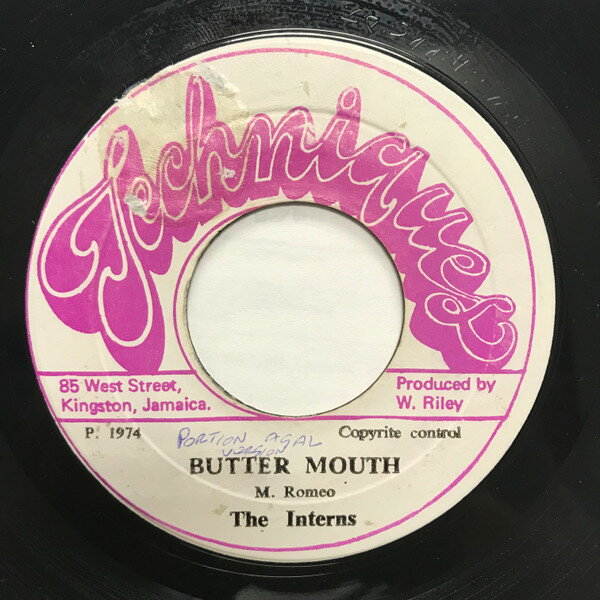 Techniques
85 West Street,
Kingston, Jamaica.
Produced by
W. Riley
P. 1974
Copyrite control
PORTION A GAL
VERSION
BUTTER MOUTH
M. Romeo
The Interns